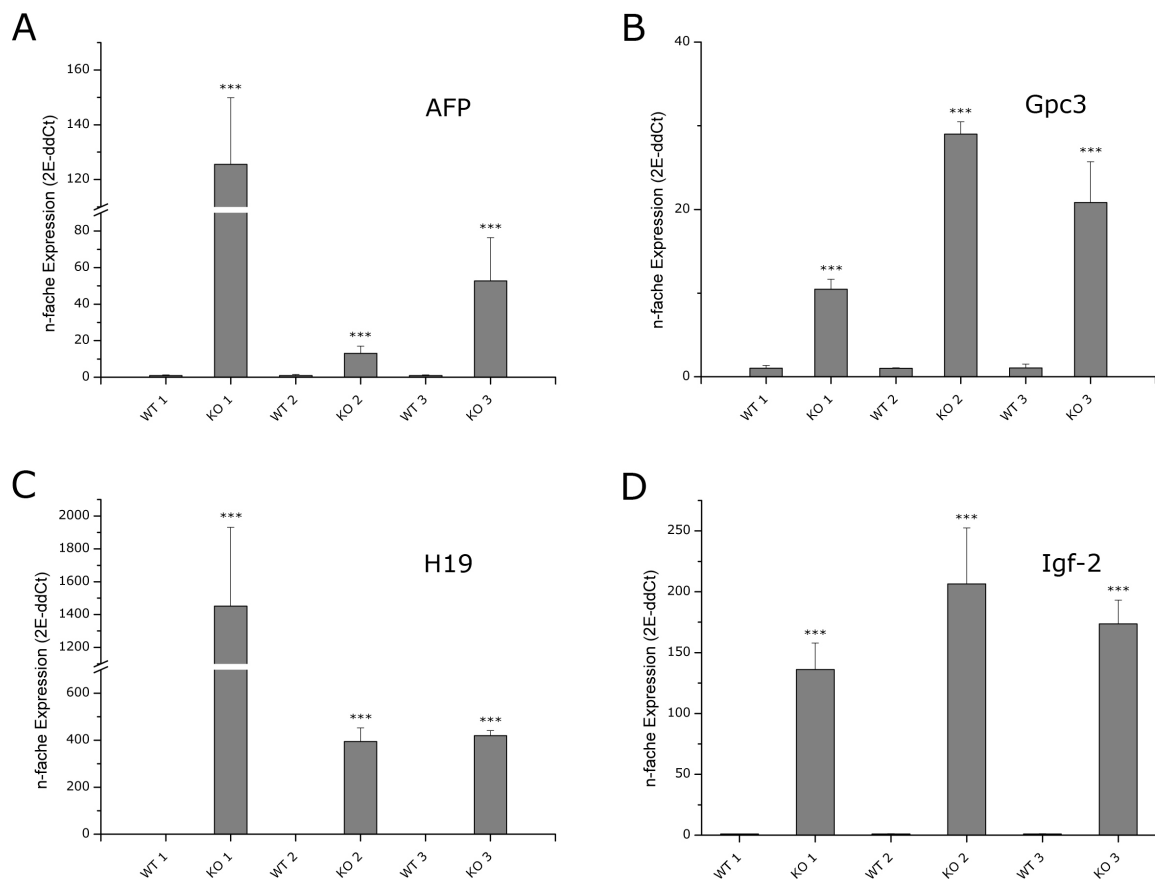 A
n-fache Expression (2E-ddCt)
160
140
120
80
60
40
20
0
AFP
***
***
***
WT 1
KO 1
WT 2
KO 2
WT 3
KO 3
B
n-fache Expression (2E-ddCt)
40
20
0
Gpc3
***
***
***
WT 1
KO 1
WT 2
KO 2
WT 3
KO 3
C
n-fache Expression (2E-ddCt)
2000
1800
1600
1400
1200
600
400
200
0
H19
***
***
***
WT 1
KO 1
WT 2
KO 2
WT 3
KO 3
D
n-fache Expression (2E-ddCt)
250
200
150
100
50
0
Igf-2
***
***
***
WT 1
KO 1
WT 2
KO 2
WT 3
KO 3